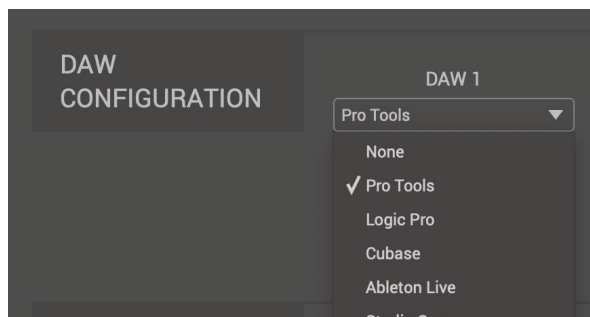 DAW
CONFIGURATION
DAW 1
Pro Tools
None
Pro Tools
Logic Pro
Cubase
Ableton Live